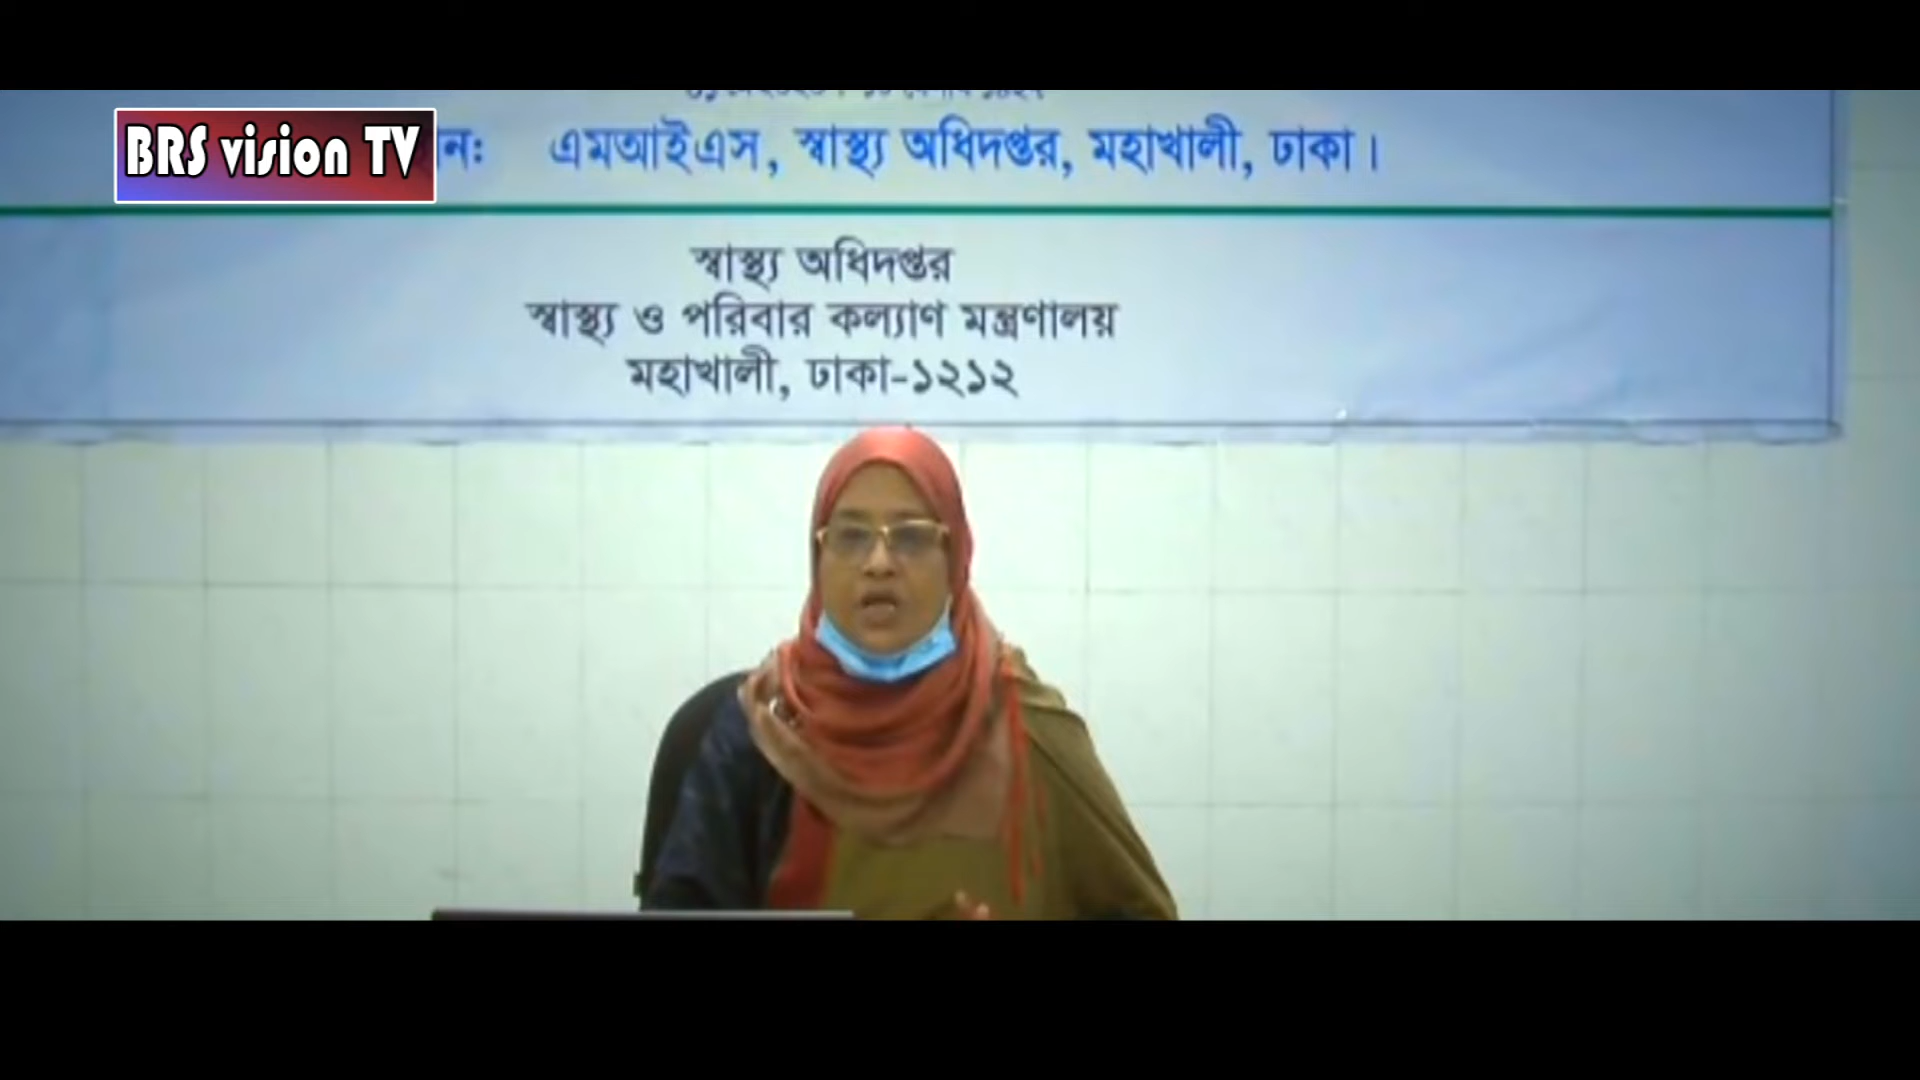 BRS vision TV
নঃ এমআইএস, স্বাস্থ্য অধিদপ্তর, মহাখালী, ঢাকা।
স্বাস্থ্য অধিদপ্তর
স্বাস্থ্য ও পরিবার কল্যাণ মন্ত্রণালয়
মহাখালী, ঢাকা-১২১২